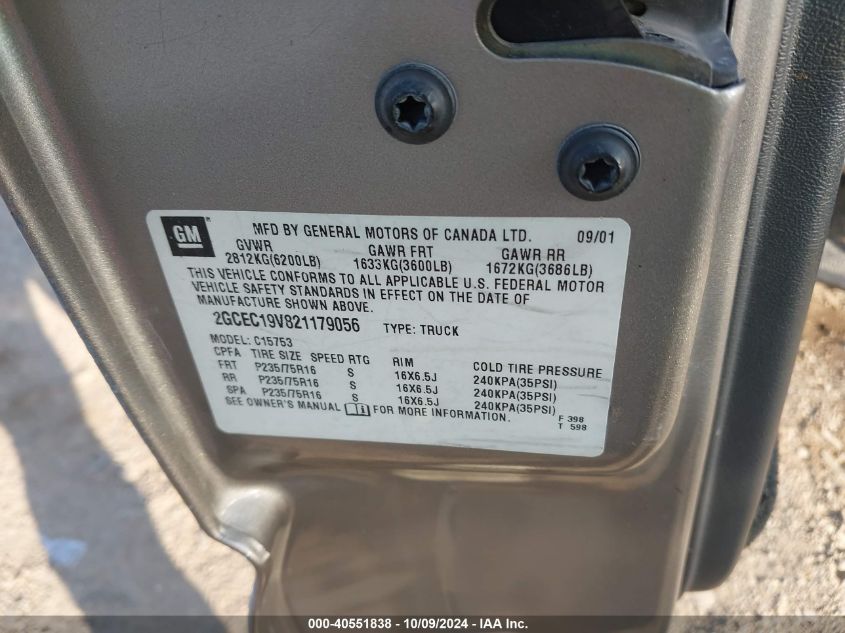 GM MFD BY GENERAL MOTORS OF CANADA LTD. 09/01
GVWR GAWR FRT GAWR RR
2812KG(6200LB) 1633KG(3600LB) 1672KG(3686LB)
THIS VEHICLE CONFORMS TO ALL APPLICABLE U.S. FEDERAL MOTOR
VEHICLE SAFETY STANDARDS IN EFFECT ON THE DATE OF
MANUFACTURE SHOWN ABOVE.
2GCEC19V821179056 TYPE: TRUCK
MODEL: C15753
CPFA TIRE SIZE SPEED RTG RIM COLD TIRE PRESSURE
FRT P235/75R16 S 16X6.5J 240KPA(35PSI)
RR P235/75R16 S 16X6.5J 240KPA(35PSI)
SPA P235/75R16 S 16X6.5J 240KPA(35PSI)
SEE OWNER'S MANUAL FOR MORE INFORMATION.
F 398
T 598
000-40551838 - 10/09/2024 - IAA Inc.